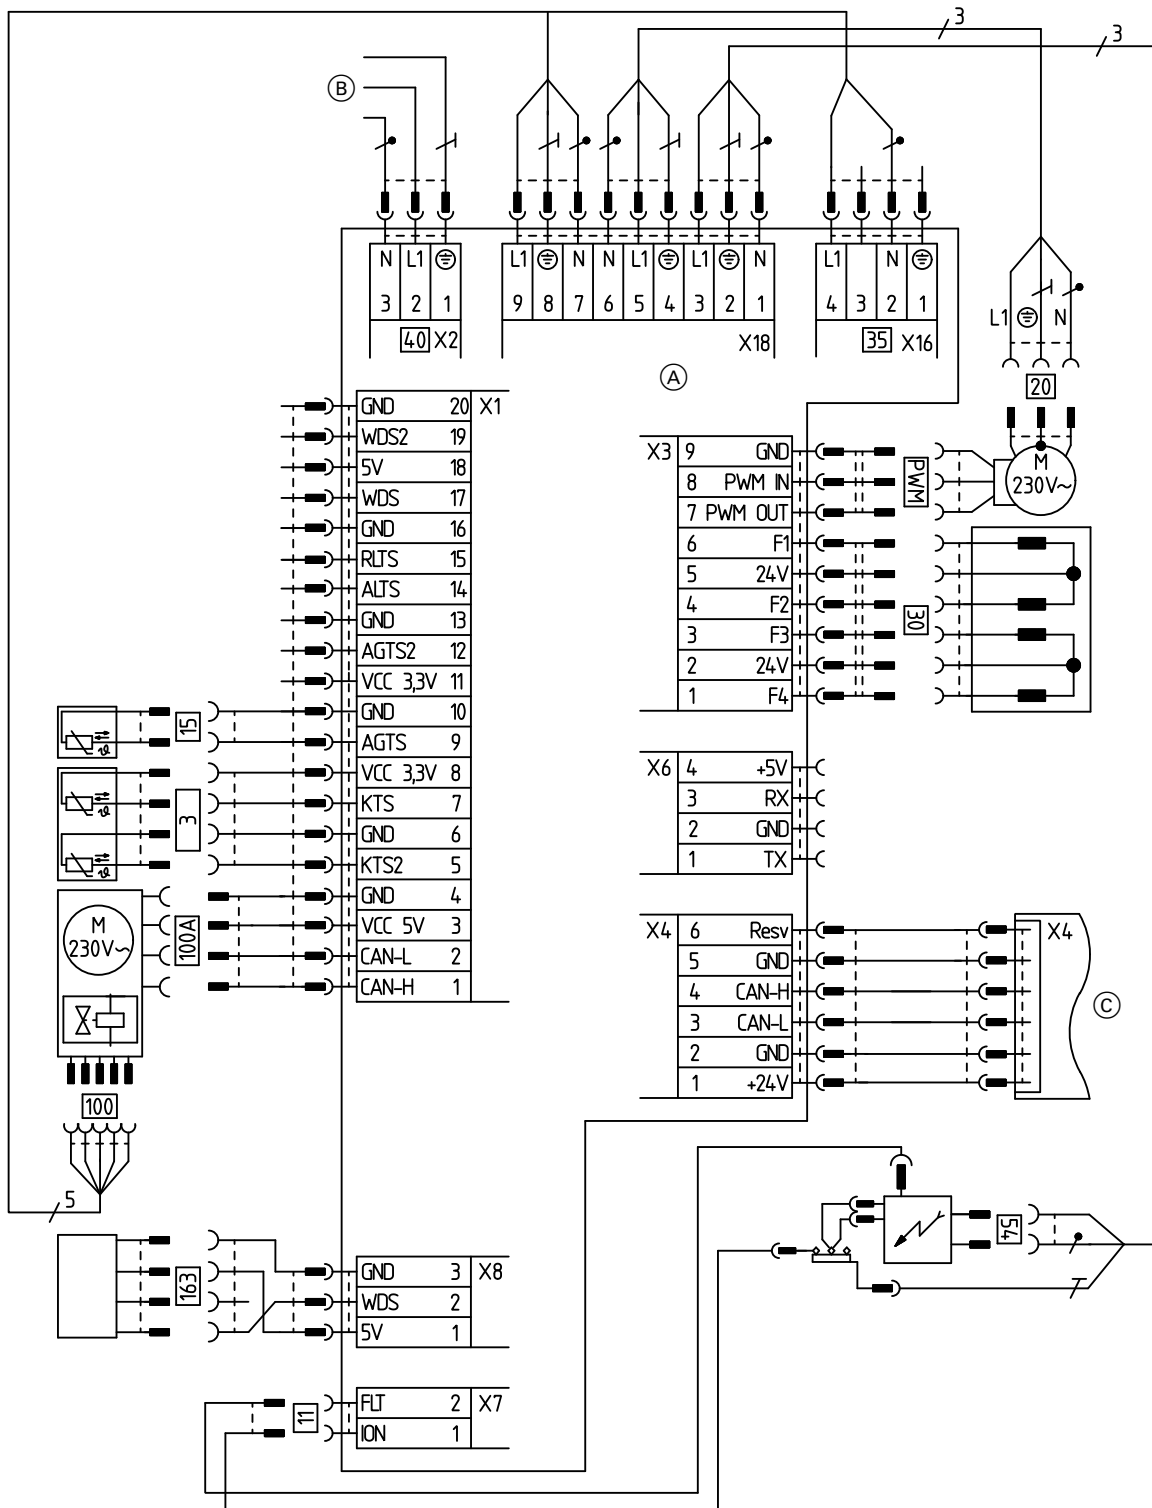 3
3
B
N L1 ⏚
3 2 1
40 X2
L1 ⏚ N N L1 ⏚ L1 ⏚ N
9 8 7 6 5 4 3 2 1
X18
L1 N ⏚
4 3 2 1
35 X16
A
L1 ⏚ N
20
M
230V~
GND 20 X1
WDS2 19
5V 18
WDS 17
GND 16
RLTS 15
ALTS 14
GND 13
AGTS2 12
VCC 3,3V 11
GND 10
AGTS 9
VCC 3,3V 8
KTS 7
GND 6
KTS2 5
GND 4
VCC 5V 3
CAN-L 2
CAN-H 1
15
ϑ
3
ϑ
ϑ
100A
M
230V~
100
5
X3 9 GND
8 PWM IN
7 PWM OUT
6 F1
5 24V
4 F2
3 F3
2 24V
1 F4
PWM
30
X6 4 +5V
3 RX
2 GND
1 TX
X4 6 Resv
5 GND
4 CAN-H
3 CAN-L
2 GND
1 +24V
X4
C
54
163
GND 3 X8
WDS 2
5V 1
11
FLT 2 X7
ION 1